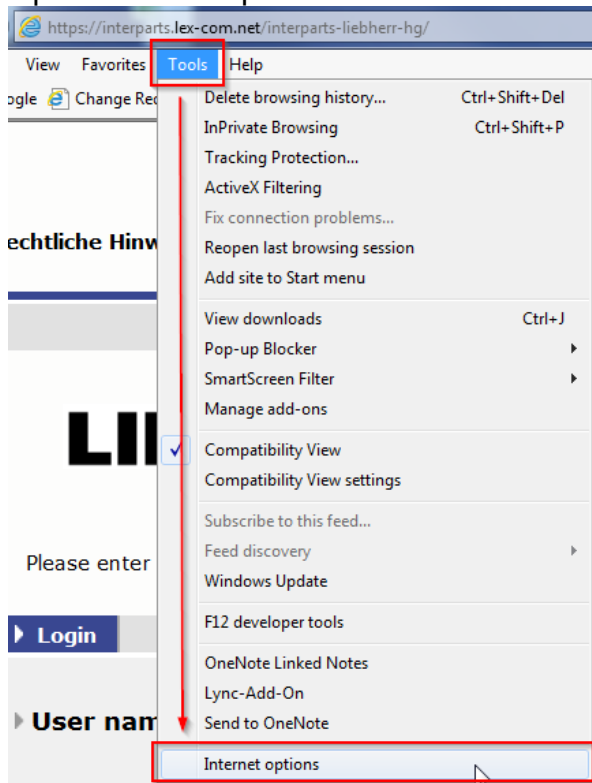 https://interparts.lex-com.net/interparts-liebherr-hg/
View Favorites Tools Help
ogle Change Rec
Delete browsing history... Ctrl+Shift+Del
InPrivate Browsing Ctrl+Shift+P
Tracking Protection...
ActiveX Filtering
Fix connection problems...
echtliche Hinw
Reopen last browsing session
Add site to Start menu
View downloads Ctrl+J
Pop-up Blocker
SmartScreen Filter
Manage add-ons
LI
Compatibility View
Compatibility View settings
Subscribe to this feed...
Feed discovery
Please enter
Windows Update
F12 developer tools
Login
OneNote Linked Notes
Lync-Add-On
User nam
Send to OneNote
Internet options